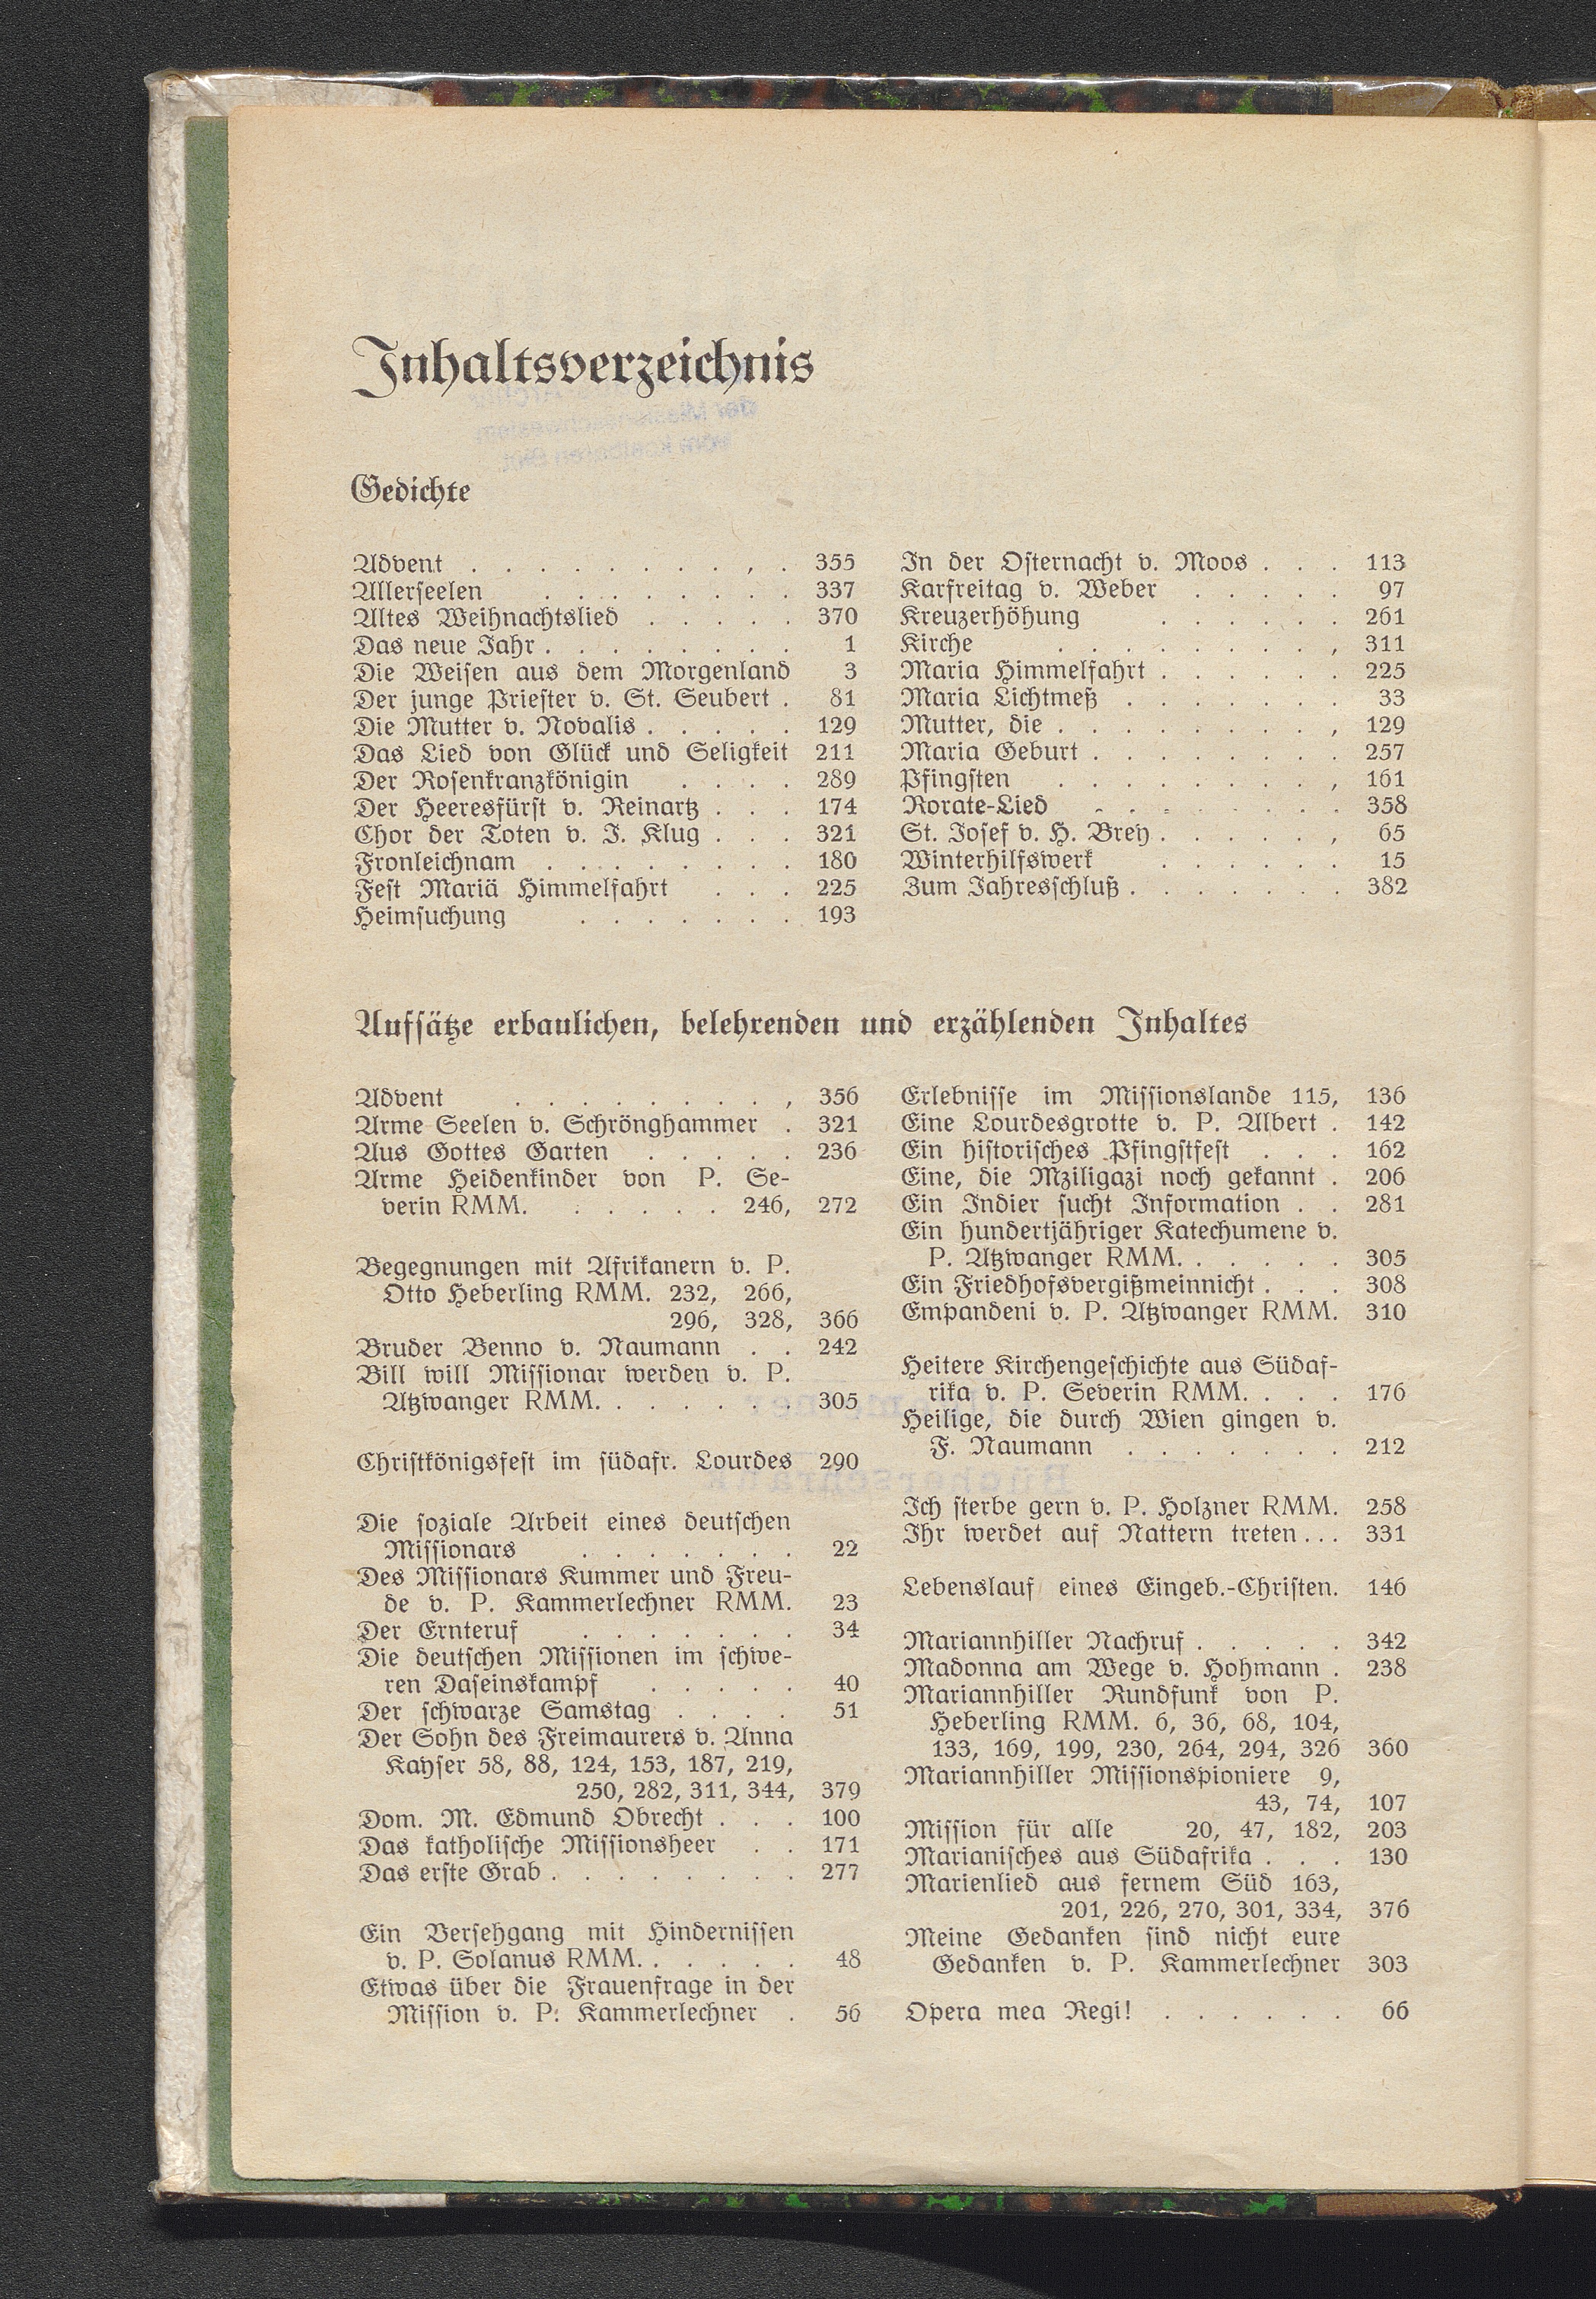 Inhaltsverzeichnis
Gedichte
Advent . . . . . . . . , . 355
Allerseelen . . . . . . . . 337
Altes Weihnachtslied . . . . . 370
Das neue Jahr . . . . . . . . 1
Die Weisen aus dem Morgenland 3
Der junge Priester v. St. Seubert . 81
Die Mutter v. Novalis . . . . . 129
Das Lied von Glück und Seligkeit 211
Der Rosenkranzkönigin . . . . 289
Der Heeresfürst v. Reinartz . . . 174
Chor der Toten v. J. Klug . . . 321
Fronleichnam . . . . . . . . 180
Fest Mariä Himmelfahrt . . . 225
Heimsuchung . . . . . . . 193
In der Osternacht v. Moos . . . 113
Karfreitag v. Weber . . . . . 97
Kreuzerhöhung . . . . . . 261
Kirche . . . . . . . . , 311
Maria Himmelfahrt . . . . . . 225
Maria Lichtmeß . . . . . . . 33
Mutter, die . . . . . . . . , 129
Maria Geburt . . . . . . . . 257
Pfingsten . . . . . . . . , 161
Rorate-Lied . . . . . . . . 358
St. Josef v. H. Brey . . . . . , 65
Winterhilfswerk . . . . . . 15
Zum Jahresschluß . . . . . . . 382
Aufsätze erbaulichen, belehrenden und erzählenden Inhaltes
Advent . . . . . . . . , 356
Arme Seelen v. Schrönghammer . 321
Aus Gottes Garten . . . . . 236
Arme Heidenkinder von P. Se-
verin RMM. . . . . . 246, 272
Begegnungen mit Afrikanern v. P.
Otto Heberling RMM. 232, 266,
296, 328, 366
Bruder Benno v. Naumann . . 242
Bill will Missionar werden v. P.
Atzwanger RMM. . . . . . . 305
Christkönigsfest im südafr. Lourdes 290
Die soziale Arbeit eines deutschen
Missionars . . . . . . . 22
Des Missionars Kummer und Freu-
de v. P. Kammerlechner RMM. 23
Der Ernteruf . . . . . . . 34
Die deutschen Missionen im schwe-
ren Daseinskampf . . . . . 40
Der schwarze Samstag . . . . 51
Der Sohn des Freimaurers v. Anna
Kayser 58, 88, 124, 153, 187, 219,
250, 282, 311, 344, 379
Dom. M. Edmund Obrecht . . . 100
Das katholische Missionsheer . . 171
Das erste Grab . . . . . . . . 277
Ein Versehgang mit Hindernissen
v. P. Solanus RMM. . . . . . 48
Etwas über die Frauenfrage in der
Mission v. P. Kammerlechner . 56
Erlebnisse im Missionslande 115, 136
Eine Lourdesgrotte v. P. Albert . 142
Ein historisches Pfingstfest . . . 162
Eine, die Mziligazi noch gekannt . 206
Ein Indier sucht Information . . 281
Ein hundertjähriger Katechumene v.
P. Atzwanger RMM. . . . . . 305
Ein Friedhofsvergißmeinnicht . . . 308
Empandeni v. P. Atzwanger RMM. 310
Heitere Kirchengeschichte aus Südaf-
rika v. P. Severin RMM. . . . 176
Heilige, die durch Wien gingen v.
F. Naumann . . . . . . . 212
Ich sterbe gern v. P. Holzner RMM. 258
Ihr werdet auf Nattern treten . . . 331
Lebenslauf eines Eingeb.-Christen. 146
Mariannhiller Nachruf . . . . . 342
Madonna am Wege v. Hohmann . 238
Mariannhiller Rundfunk von P.
Heberling RMM. 6, 36, 68, 104,
133, 169, 199, 230, 264, 294, 326 360
Mariannhiller Missionspioniere 9,
43, 74, 107
Mission für alle 20, 47, 182, 203
Marianisches aus Südafrika . . . 130
Marienlied aus fernem Süd 163,
201, 226, 270, 301, 334, 376
Meine Gedanken sind nicht eure
Gedanken v. P. Kammerlechner 303
Opera mea Regi! . . . . . . 66